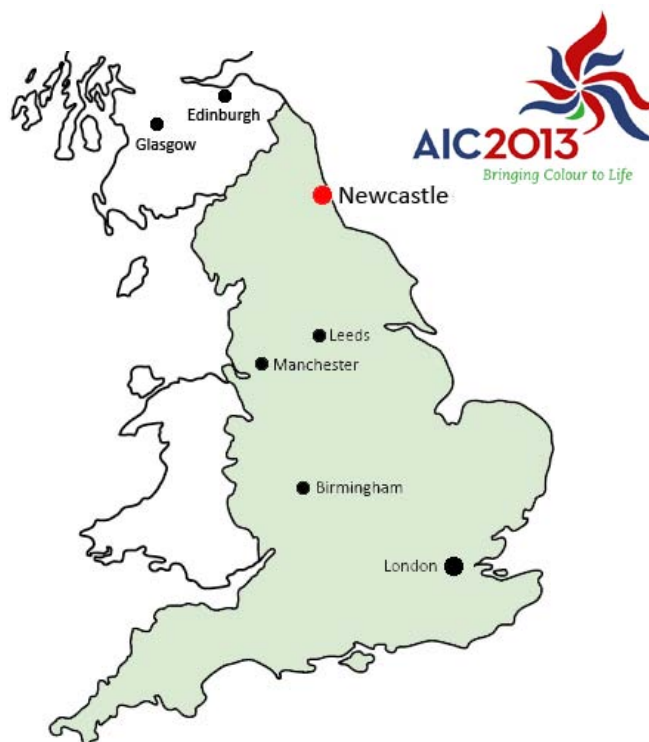 Edinburgh
Glasgow
AIC2013
Bringing Colour to Life
Newcastle
Leeds
Manchester
Birmingham
London